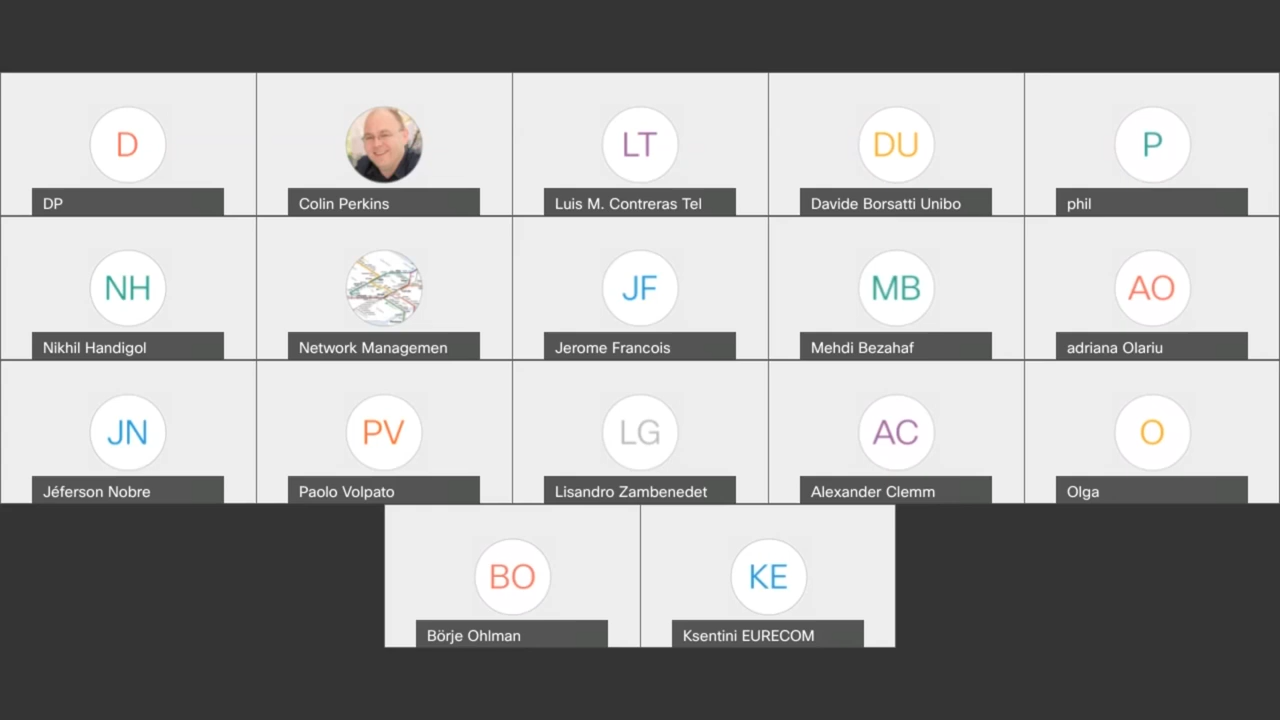 D
DP
Colin Perkins
LT
Luis M. Contreras Tel
DU
Davide Borsatti Unibo
P
phil
NH
Nikhil Handigol
Network Managemen
JF
Jerome Francois
MB
Mehdi Bezahaf
AO
adriana Olariu
JN
Jéferson Nobre
PV
Paolo Volpato
LG
Lisandro Zambenedet
AC
Alexander Clemm
O
Olga
BO
Börje Ohlman
KE
Ksentini EURECOM